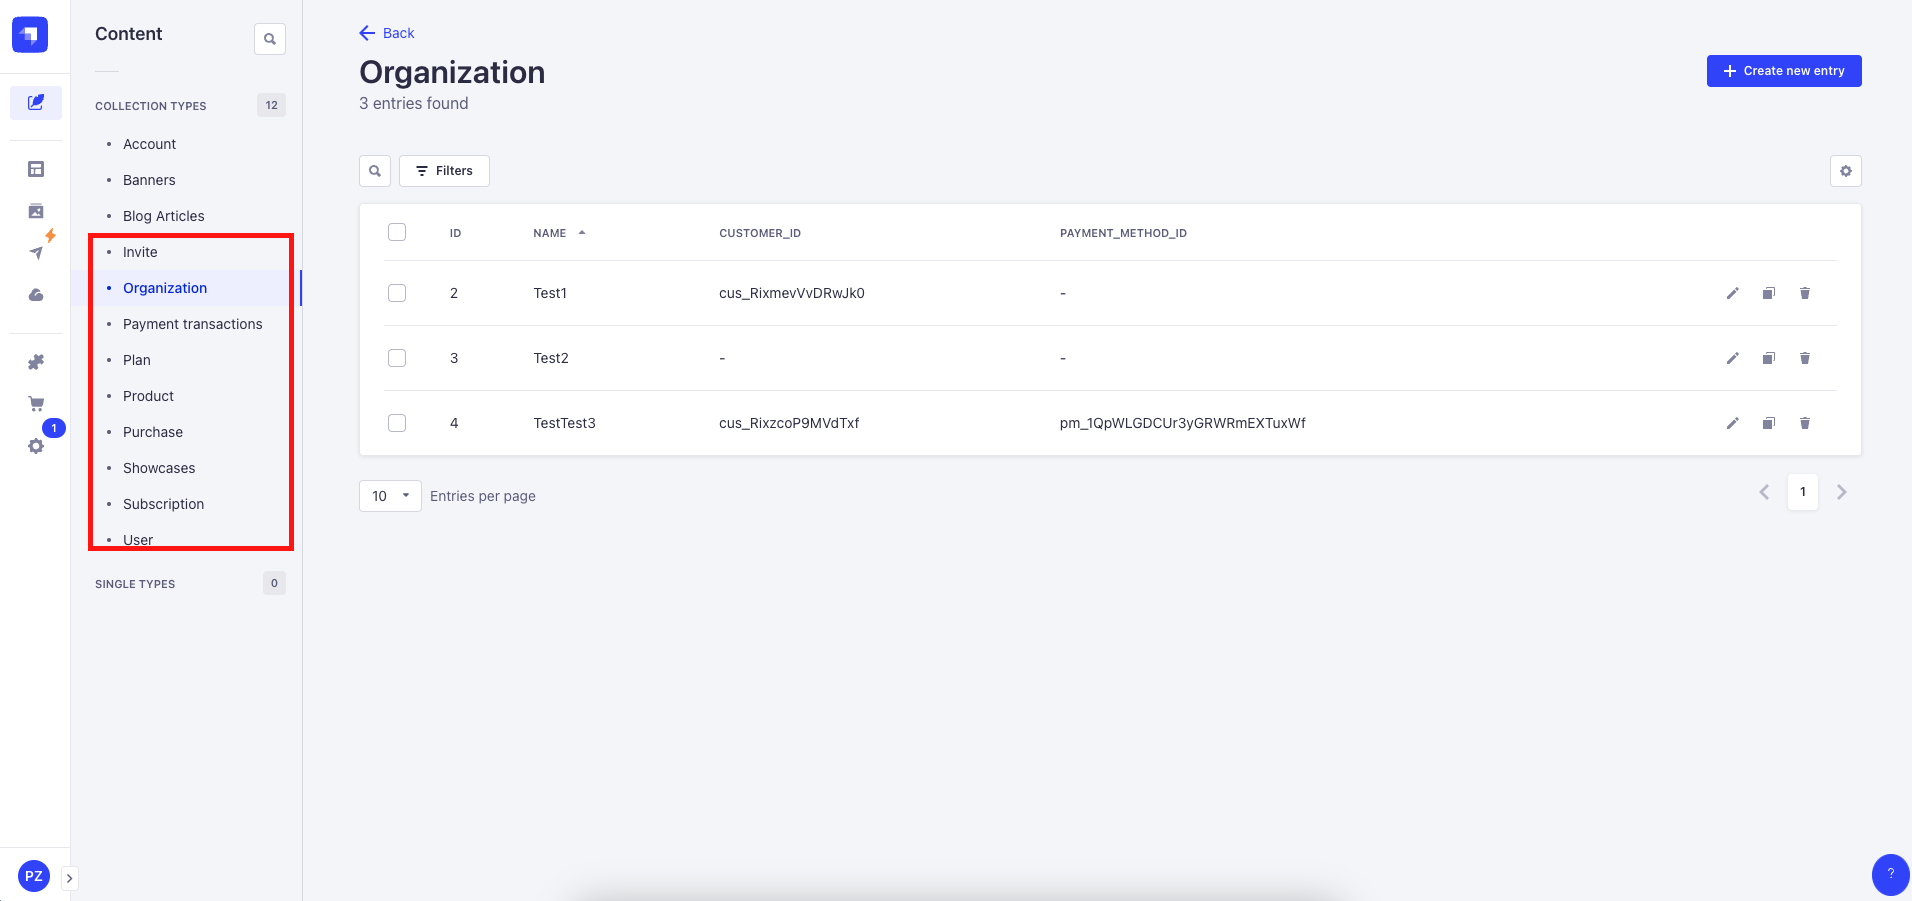 Content
COLLECTION TYPES 12
Account
Banners
Blog Articles
Invite
Organization
Payment transactions
Plan
Product
Purchase
Showcases
Subscription
User
SINGLE TYPES 0
1
PZ
Back
Organization
3 entries found
Create new entry
Filters
ID NAME CUSTOMER_ID PAYMENT_METHOD_ID
2 Test1 cus_RixmevVvDRwJk0 -
3 Test2 - -
4 TestTest3 cus_RixzcoP9MVdTxf pm_1QpWLGDCUr3yGRWRmEXTuxWf
10 Entries per page
1
?